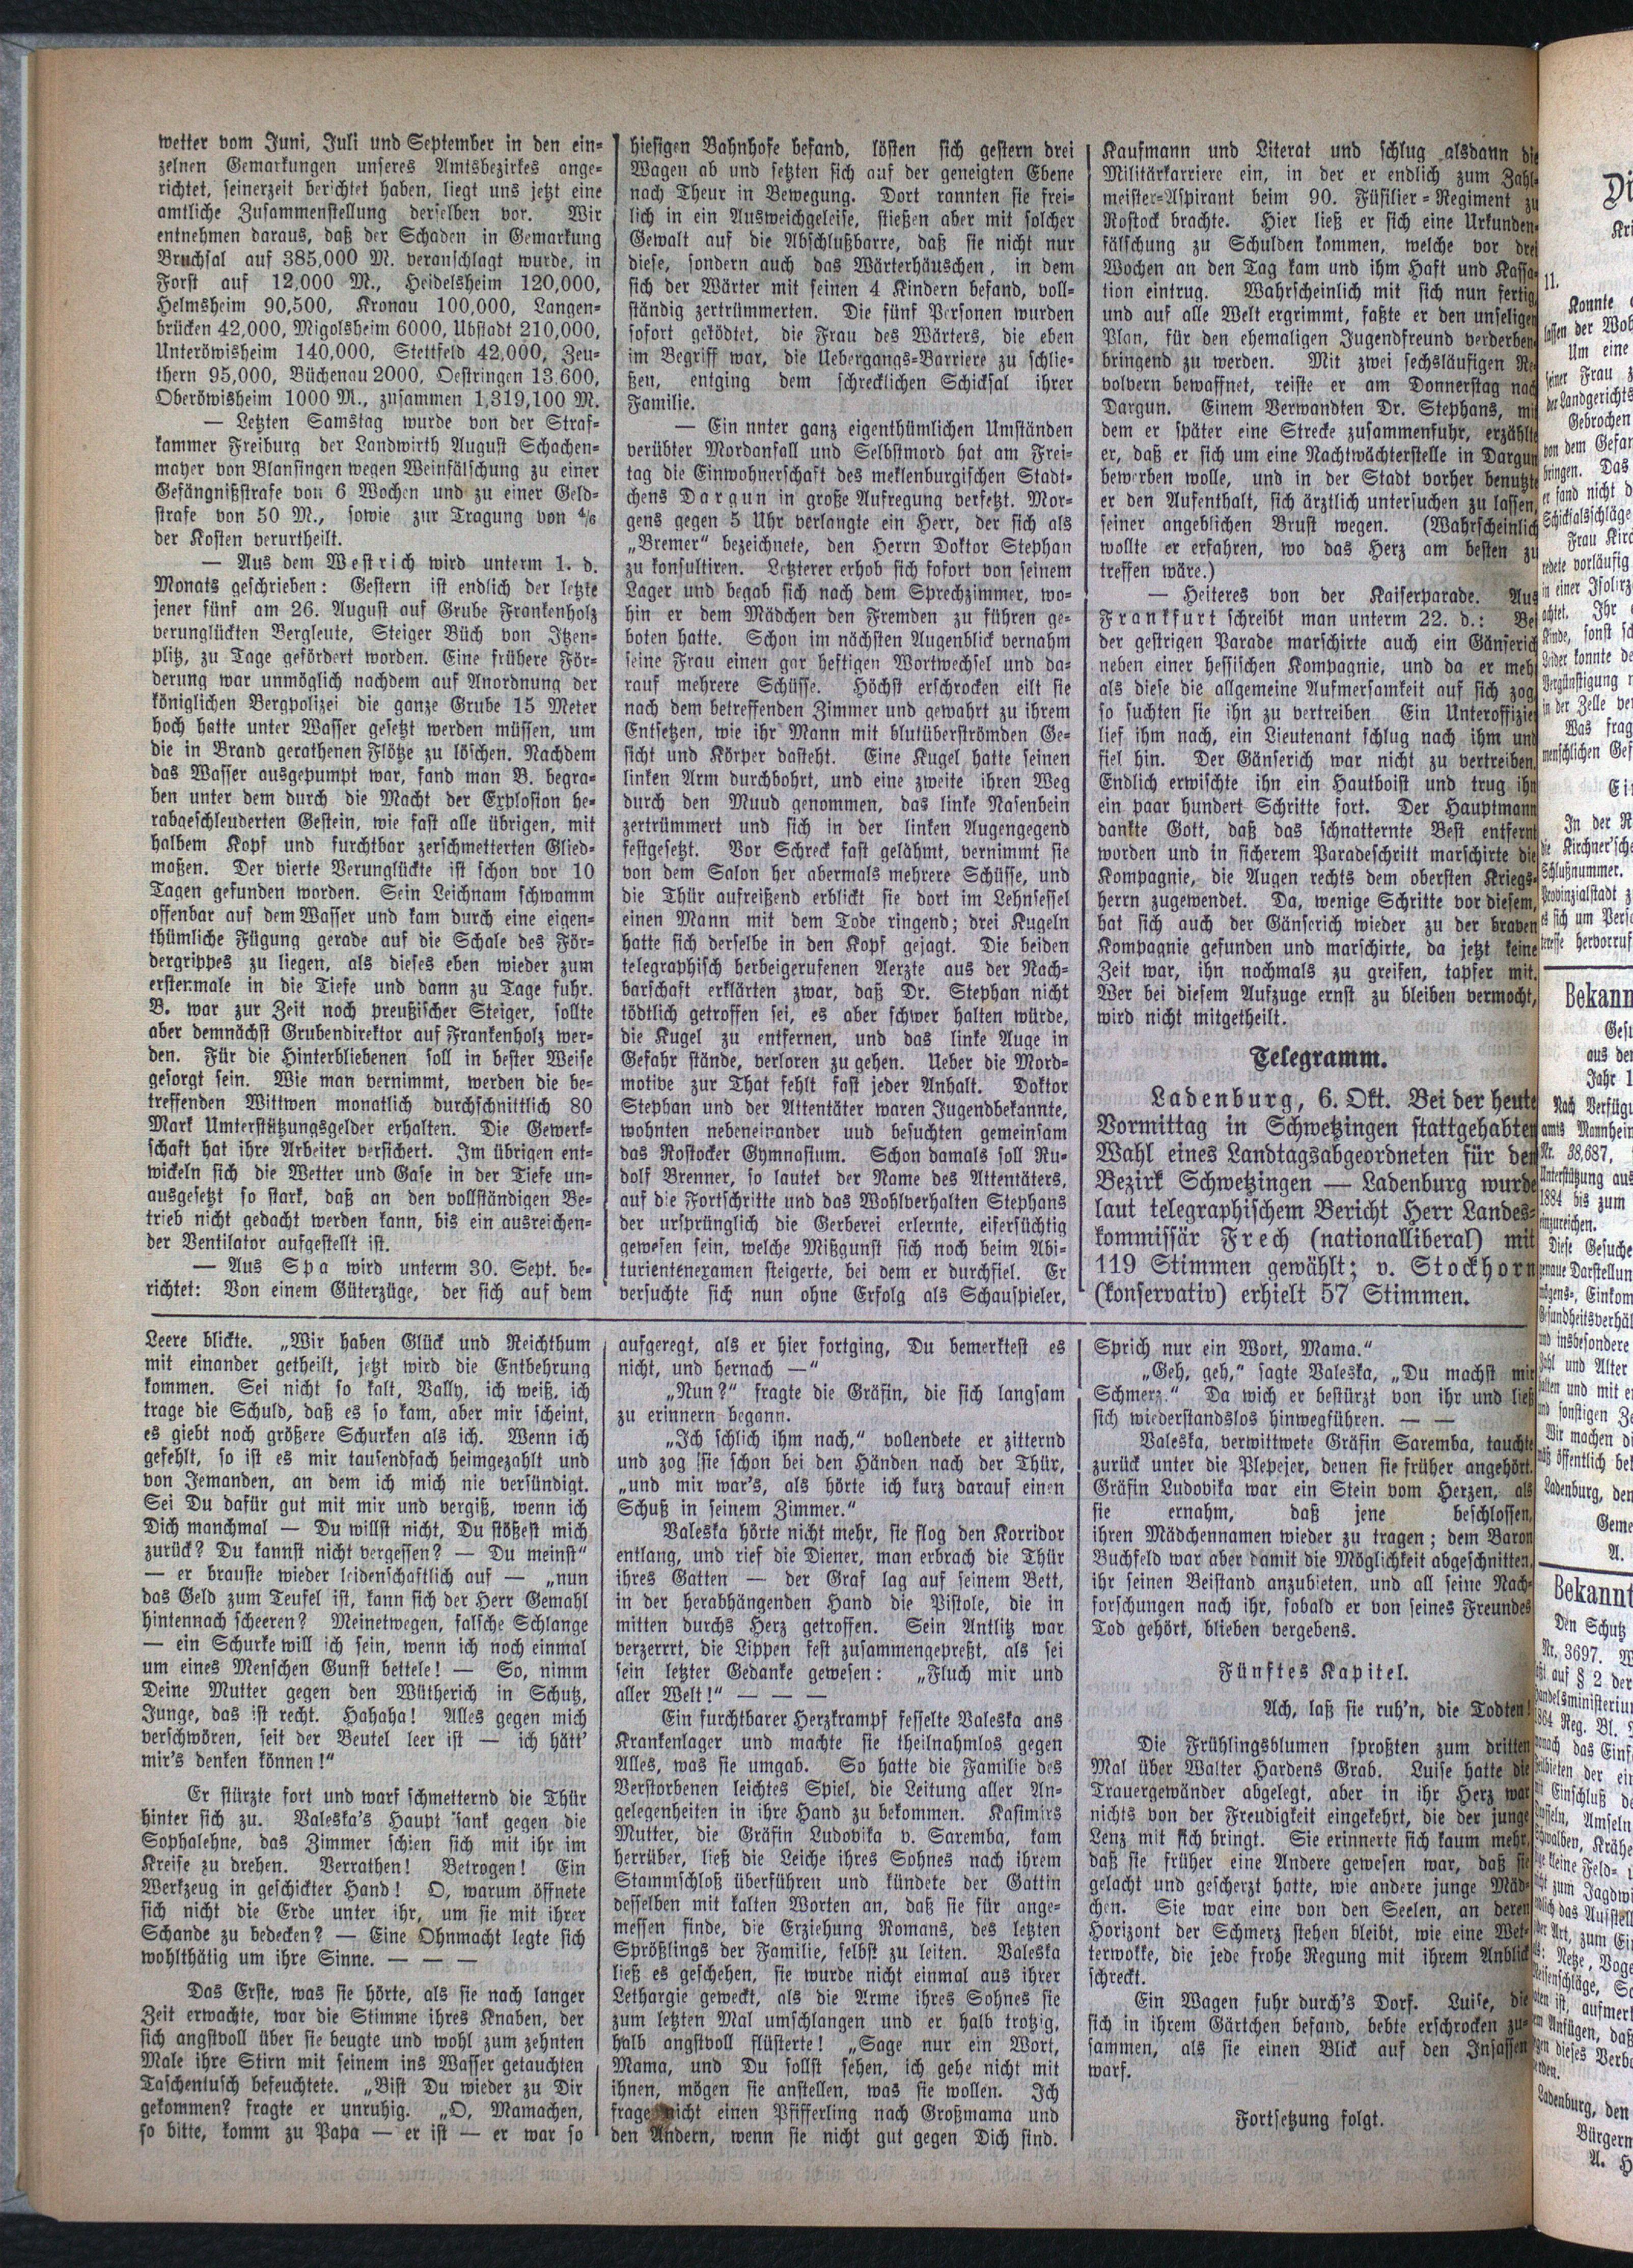 wetter vom Juni, Juli und September in den ein-
zelnen Gemarkungen unseres Amtsbezirkes ange-
richtet, seinerzeit berichtet haben, liegt uns jetzt eine
amtliche Zusammenstellung derselben vor. Wir
entnehmen daraus, daß der Schaden in Gemarkung
Bruchsal auf 385,000 M. veranschlagt wurde, in
Forst auf 12,000 M., Heidelsheim 120,000,
Helmsheim 90,500, Kronau 100,000, Langen-
brücken 42,000, Migolsheim 6000, Ubstadt 210,000,
Unteröwisheim 140,000, Stettfeld 42,000, Zeu-
thern 95,000, Büchenau 2000, Oestringen 13,600,
Oberöwisheim 1000 M., zusammen 1,319,100 M.
— Letzten Samstag wurde von der Straf-
kammer Freiburg der Landwirth August Schachen-
mayer von Blansingen wegen Weinfälschung zu einer
Gefängnißstrafe von 6 Wochen und zu einer Geld-
strafe von 50 M., sowie zur Tragung von 4/6
der Kosten verurtheilt.
— Aus dem Westrich wird unterm 1. d.
Monats geschrieben: Gestern ist endlich der letzte
jener fünf am 26. August auf Grube Frankenholz
verunglückten Bergleute, Steiger Büch von Itzen-
plitz, zu Tage gefördert worden. Eine frühere För-
derung war unmöglich nachdem auf Anordnung der
königlichen Bergpolizei die ganze Grube 15 Meter
hoch hatte unter Wasser gesetzt werden müssen, um
die in Brand gerathenen Flötze zu löschen. Nachdem
das Wasser ausgepumpt war, fand man B. begra-
ben unter dem durch die Macht der Explosion he-
rabgeschleuderten Gestein, wie fast alle übrigen, mit
halbem Kopf und furchtbar zerschmetterten Glied-
maßen. Der vierte Verunglückte ist schon vor 10
Tagen gefunden worden. Sein Leichnam schwamm
offenbar auf dem Wasser und kam durch eine eigen-
thümliche Fügung gerade auf die Schale des För-
dergrippes zu liegen, als dieses eben wieder zum
erstenmale in die Tiefe und dann zu Tage fuhr.
B. war zur Zeit noch preußischer Steiger, sollte
aber demnächst Grubendirektor auf Frankenholz wer-
den. Für die Hinterbliebenen soll in bester Weise
gesorgt sein. Wie man vernimmt, werden die be-
treffenden Wittwen monatlich durchschnittlich 80
Mark Umterstützungsgelder erhalten. Die Gewerk-
schaft hat ihre Arbeiter versichert. Im übrigen ent-
wickeln sich die Wetter und Gase in der Tiefe un-
ausgesetzt so stark, daß an den vollständigen Be-
trieb nicht gedacht werden kann, bis ein ausreichen-
der Ventilator aufgestellt ist.
— Aus Spa wird unterm 30. Sept. be-
richtet: Von einem Güterzüge, der sich auf dem
hiesigen Bahnhofe befand, lösten sich gestern drei
Wagen ab und setzten sich auf der geneigten Ebene
nach Theur in Bewegung. Dort rannten sie frei-
lich in ein Ausweichgeleise, stießen aber mit solcher
Gewalt auf die Abschlußbarre, daß sie nicht nur
diese, sondern auch das Wärterhäuschen, in dem
sich der Wärter mit seinen 4 Kindern befand, voll-
ständig zertrümmerten. Die fünf Personen wurden
sofort getödtet, die Frau des Wärters, die eben
im Begriff war, die Uebergangs-Barriere zu schlie-
ßen, entging dem schrecklichen Schicksal ihrer
Familie.
— Ein nnter ganz eigenthümlichen Umständen
verübter Mordanfall und Selbstmord hat am Frei-
tag die Einwohnerschaft des meklenburgischen Stadt-
chens Dargun in große Aufregung versetzt. Mor-
gens gegen 5 Uhr verlangte ein Herr, der sich als
„Bremer“ bezeichnete, den Herrn Doktor Stephan
zu konsultiren. Letzterer erhob sich sofort von seinem
Lager und begab sich nach dem Sprechzimmer, wo-
hin er dem Mädchen den Fremden zu führen ge-
boten hatte. Schon im nächsten Augenblick vernahm
seine Frau einen gar heftigen Wortwechsel und da-
rauf mehrere Schüsse. Höchst erschrocken eilt sie
nach dem betreffenden Zimmer und gewahrt zu ihrem
Entsetzen, wie ihr Mann mit blutüberströmden Ge-
sicht und Körper dasteht. Eine Kugel hatte seinen
linken Arm durchbohrt, und eine zweite ihren Weg
durch den Muud genommen, das linke Nasenbein
zertrümmert und sich in der linken Augengegend
festgesetzt. Vor Schreck fast gelähmt, vernimmt sie
von dem Salon her abermals mehrere Schüsse, und
die Thür aufreißend erblickt sie dort im Lehnsessel
einen Mann mit dem Tode ringend; drei Kugeln
hatte sich derselbe in den Kopf gejagt. Die beiden
telegraphisch herbeigerufenen Aerzte aus der Nach-
barschaft erklärten zwar, daß Dr. Stephan nicht
tödtlich getroffen sei, es aber schwer halten würde,
die Kugel zu entfernen, und das linke Auge in
Gefahr stände, verloren zu gehen. Ueber die Mord-
motive zur That fehlt fast jeder Anhalt. Doktor
Stephan und der Attentäter waren Jugendbekannte,
wohnten nebeneinander uud besuchten gemeinsam
das Rostocker Gymnasium. Schon damals soll Ru-
dolf Brenner, so lautet der Name des Attentäters,
auf die Fortschritte und das Wohlverhalten Stephans
der ursprünglich die Gerberei erlernte, eifersüchtig
gewesen sein, welche Mißgunst sich noch beim Abi-
turientenexamen steigerte, bei dem er durchfiel. Er
versuchte sich nun ohne Erfolg als Schauspieler,
Kaufmann und Literat und schlug alsdann die
Militärkarriere ein, in der er endlich zum Zahl-
meister-Aspirant beim 90. Füsilier-Regiment zu
Rostock brachte. Hier ließ er sich eine Urkunden-
fälschung zu Schulden kommen, welche vor drei
Wochen an den Tag kam und ihm Haft und Kassa-
tion eintrug. Wahrscheinlich mit sich nun fertig,
und auf alle Welt ergrimmt, faßte er den unseligen
Plan, für den ehemaligen Jugendfreund verderben-
bringend zu werden. Mit zwei sechsläufigen Re-
volvern bewaffnet, reiste er am Donnerstag nach
Dargun. Einem Verwandten Dr. Stephans, mit
dem er später eine Strecke zusammenfuhr, erzählte
er, daß er sich um eine Nachtwächterstelle in Dargun
bewerben wolle, und in der Stadt vorher benutzte
er den Aufenthalt, sich ärztlich untersuchen zu lassen,
seiner angeblichen Brust wegen. (Wahrscheinlich
wollte er erfahren, wo das Herz am besten zu
treffen wäre.)
— Heiteres von der Kaiserparade. Aus
Frankfurt schreibt man unterm 22. d.: Bei
der gestrigen Parade marschirte auch ein Gänserich
neben einer hessischen Kompagnie, und da er mehr
als diese die allgemeine Aufmersamkeit auf sich zog,
so suchten sie ihn zu vertreiben Ein Unteroffizier
lief ihm nach, ein Lieutenant schlug nach ihm und
fiel hin. Der Gänserich war nicht zu vertreiben.
Endlich erwischte ihn ein Hautboist und trug ihn
ein paar hundert Schritte fort. Der Hauptmann
dankte Gott, daß das schnatternte Best entfernt
worden und in sicherem Paradeschritt marschirte die
Kompagnie, die Augen rechts dem obersten Kriegs-
herrn zugewendet. Da, wenige Schritte vor diesem,
hat sich auch der Gänserich wieder zu der braven
Kompagnie gefunden und marschirte, da jetzt keine
Zeit war, ihn nochmals zu greifen, tapfer mit.
Wer bei diesem Aufzuge ernst zu bleiben vermocht,
wird nicht mitgetheilt.
Telegramm.
Ladenburg, 6. Okt. Bei der heute
Vormittag in Schwetzingen stattgehabten
Wahl eines Landtagsabgeordneten für den
Bezirk Schwetzingen — Ladenburg wurde
laut telegraphischem Bericht Herr Landes-
kommissär Frech (nationalliberal) mit
119 Stimmen gewählt; v. Stockhorn
(konservativ) erhielt 57 Stimmen.
Leere blickte. „Wir haben Glück und Reichthum
mit einander getheilt, jetzt wird die Entbehrung
kommen. Sei nicht so kalt, Vally, ich weiß, ich
trage die Schuld, daß es so kam, aber mir scheint,
es giebt noch größere Schurken als ich. Wenn ich
gefehlt, so ist es mir tausendfach heimgezahlt und
von Jemanden, an dem ich mich nie versündigt.
Sei Du dafür gut mit mir und vergiß, wenn ich
Dich manchmal — Du willst nicht, Du stößest mich
zurück? Du kannst nicht vergessen? — Du meinst“
— er brauste wieder leidenschaftlich auf — „nun
das Geld zum Teufel ist, kann sich der Herr Gemahl
hintennach scheeren? Meinetwegen, falsche Schlange
— ein Schurke will ich sein, wenn ich noch einmal
um eines Menschen Gunst bettele! — So, nimm
Deine Mutter gegen den Wütherich in Schutz,
Junge, das ist recht. Hahaha! Alles gegen mich
verschwören, seit der Beutel leer ist — ich hätt’
mir’s denken können!“
Er stürzte fort und warf schmetternd die Thür
hinter sich zu. Valeska’s Haupt sank gegen die
Sophalehne, das Zimmer schien sich mit ihr im
Kreise zu drehen. Verrathen! Betrogen! Ein
Werkzeug in geschickter Hand! O, warum öffnete
sich nicht die Erde unter ihr, um sie mit ihrer
Schande zu bedecken? — Eine Ohnmacht legte sich
wohlthätig um ihre Sinne. — — —
Das Erste, was sie hörte, als sie nach langer
Zeit erwachte, war die Stimme ihres Knaben, der
sich angstvoll über sie beugte und wohl zum zehnten
Male ihre Stirn mit seinem ins Wasser getauchten
Taschentusch befeuchtete. „Bist Du wieder zu Dir
gekommen? fragte er unruhig. „O, Mamachen,
so bitte, komm zu Papa — er ist — er war so
aufgeregt, als er hier fortging, Du bemerktest es
nicht, und hernach —“
„Nun?“ fragte die Gräfin, die sich langsam
zu erinnern begann.
„Ich schlich ihm nach,“ vollendete er zitternd
und zog sie schon bei den Händen nach der Thür,
„und mir war’s, als hörte ich kurz darauf einen
Schuß in seinem Zimmer.“
Valeska hörte nicht mehr, sie flog den Korridor
entlang, und rief die Diener, man erbrach die Thür
ihres Gatten — der Graf lag auf seinem Bett,
in der herabhängenden Hand die Pistole, die in
mitten durchs Herz getroffen. Sein Antlitz war
verzerrrt, die Lippen fest zusammengepreßt, als sei
sein letzter Gedanke gewesen: „Fluch mir und
aller Welt!“ — — —
Ein furchtbarer Herzkrampf fesselte Valeska ans
Krankenlager und machte sie theilnahmlos gegen
Alles, was sie umgab. So hatte die Familie des
Verstorbenen leichtes Spiel, die Leitung aller An-
gelegenheiten in ihre Hand zu bekommen. Kasimirs
Mutter, die Gräfin Ludovika v. Saremba, kam
herrüber, ließ die Leiche ihres Sohnes nach ihrem
Stammschloß überführen und kündete der Gattin
desselben mit kalten Worten an, daß sie für ange-
messen finde, die Erziehung Romans, des letzten
Sprößlings der Familie, selbst zu leiten. Valeska
ließ es geschehen, sie wurde nicht einmal aus ihrer
Lethargie geweckt, als die Arme ihres Sohnes sie
zum letzten Mal umschlangen und er halb trotzig,
halb angstvoll flüsterte! „Sage nur ein Wort,
Mama, und Du sollst sehen, ich gehe nicht mit
ihnen, mögen sie anstellen, was sie wollen. Ich
frage nicht einen Pfifferling nach Großmama und
den Andern, wenn sie nicht gut gegen Dich sind.
Sprich nur ein Wort, Mama.“
„Geh, geh,“ sagte Valeska, „Du machst mir
Schmerz.“ Da wich er bestürzt von ihr und ließ
sich wiederstandslos hinwegführen. — —
Valeska, verwittwete Gräfin Saremba, tauchte
zurück unter die Plepejer, denen sie früher angehört.
Gräfin Ludovika war ein Stein vom Herzen, als
sie ernahm, daß jene beschlossen,
ihren Mädchennamen wieder zu tragen; dem Baron
Buchfeld war aber damit die Möglichkeit abgeschnitten,
ihr seinen Beistand anzubieten, und all seine Nach-
forschungen nach ihr, sobald er von seines Freundes
Tod gehört, blieben vergebens.
Fünftes Kapitel.
Ach, laß sie ruh’n, die Todten!
Die Frühlingsblumen sproßten zum dritten
Mal über Walter Hardens Grab. Luise hatte die
Trauergewänder abgelegt, aber in ihr Herz war
nichts von der Freudigkeit eingekehrt, die der junge
Lenz mit sich bringt. Sie erinnerte sich kaum mehr,
daß sie früher eine Andere gewesen war, daß sie
gelacht und gescherzt hatte, wie andere junge Mäd-
chen. Sie war eine von den Seelen, an deren
Horizont der Schmerz stehen bleibt, wie eine Wet-
terwolke, die jede frohe Regung mit ihrem Anblick
schreckt.
Ein Wagen fuhr durch’s Dorf. Luise, die
sich in ihrem Gärtchen befand, bebte erschrocken zu-
sammen, als sie einen Blick auf den Insassen
warf.
Fortsetzung folgt.